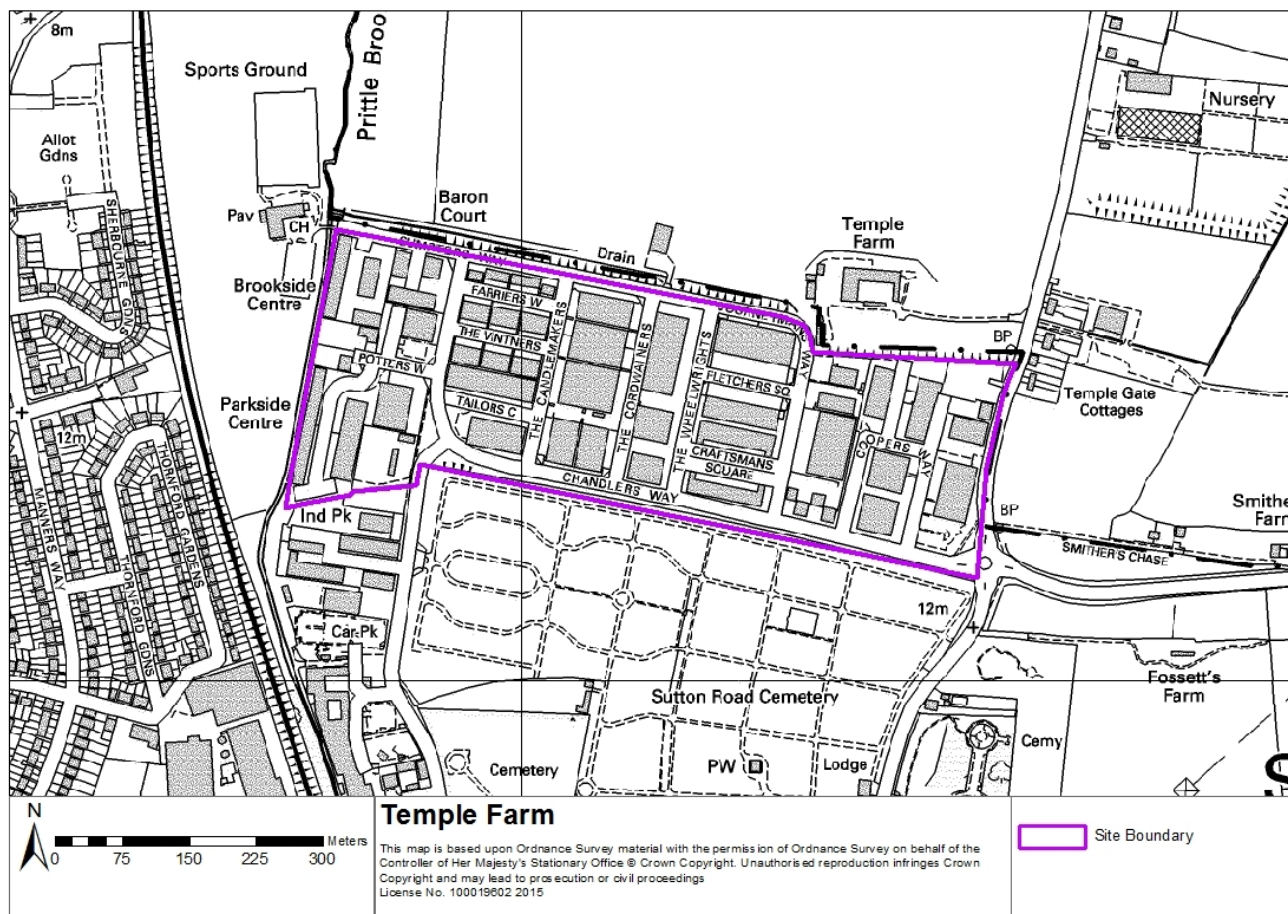 8m
Sports Ground
Prittle Broo
Nursery
Allot
Gdns
SHERBOURNE GDNS
Pav
CH
Baron
Court
Temple
Farm
Drain
SUMPTERS WAY
Brookside
Centre
FARRIERS W
THE VINTNERS
THE CANDLEMAKERS
THE CORDWAINERS
THE WHEELWRIGHTS
JOURNEYMANS WAY
BP
FLETCHERS SQ
Temple Gate
Cottages
POTTERS W
TAILORS C
Parkside
Centre
12m
CRAFTSMANS
SQUARE
COOPERS WAY
CHANDLERS WAY
MANNERS WAY
THORNFORD GARDENS
THORNFORD GDNS
Ind Pk
BP
Smithe
Farm
SMITHER'S CHASE
12m
Car Pk
Fossett's
Farm
Sutton Road Cemetery
Cemy
Cemetery
PW
Lodge
S
N
0 75 150 225 300 Meters
Temple Farm
This map is based upon Ordnance Survey material with the permission of Ordnance Survey on behalf of the
Controller of Her Majesty's Stationary Office © Crown Copyright. Unauthorised reproduction infringes Crown
Copyright and may lead to prosecution or civil proceedings
License No. 100019602 2015
Site Boundary